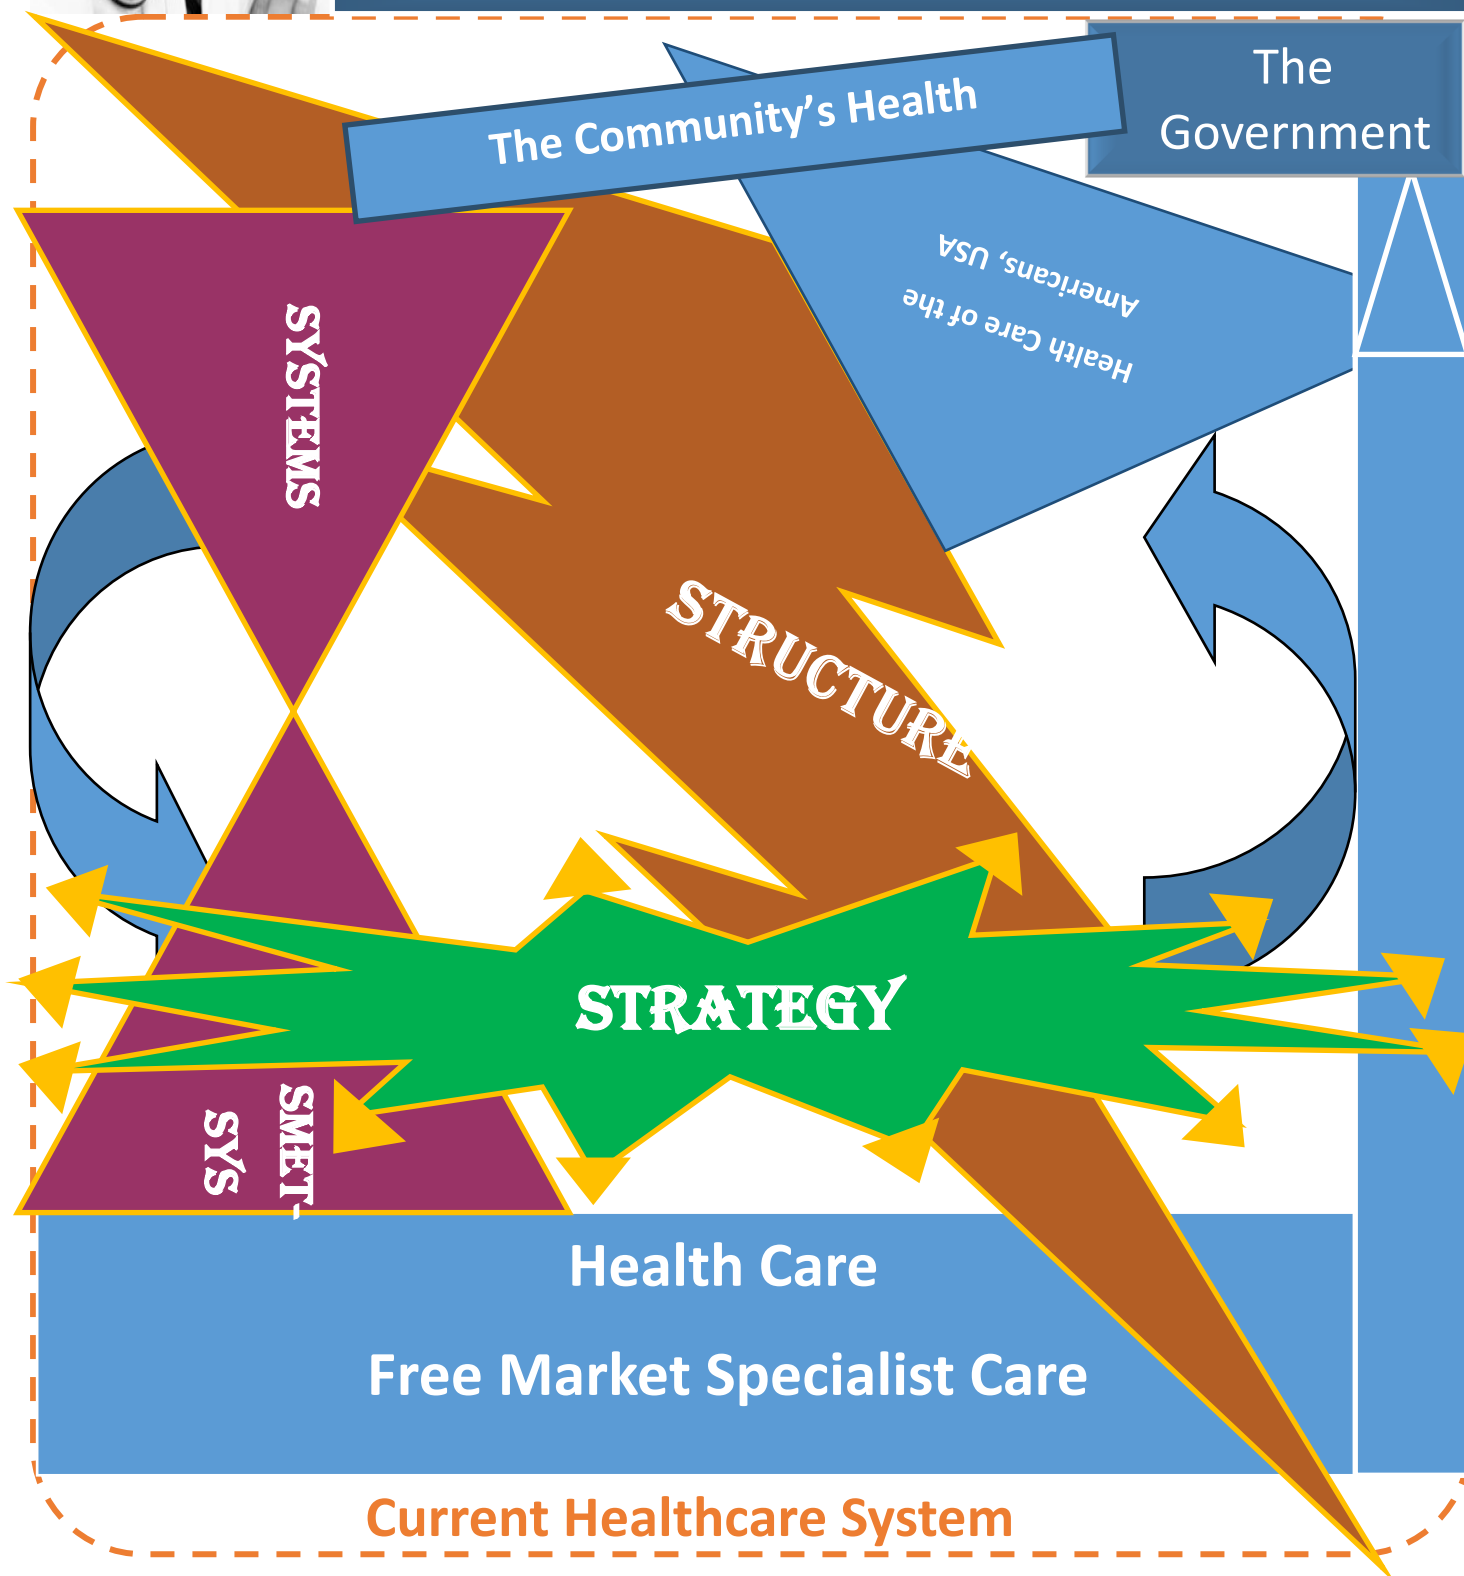 The
Government
The Community’s Health
Health Care of the
Americans, USA
SYSTEMS
STRUCTURE
STRATEGY
SMET-
SYS
Health Care
Free Market Specialist Care
Current Healthcare System